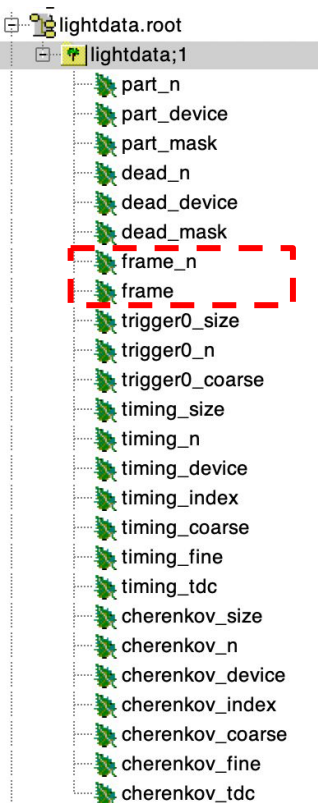 lightdata.root
lightdata;1
part_n
part_device
part_mask
dead_n
dead_device
dead_mask
frame_n
frame
trigger0_size
trigger0_n
trigger0_coarse
timing_size
timing_n
timing_device
timing_index
timing_coarse
timing_fine
timing_tdc
cherenkov_size
cherenkov_n
cherenkov_device
cherenkov_index
cherenkov_coarse
cherenkov_fine
cherenkov_tdc